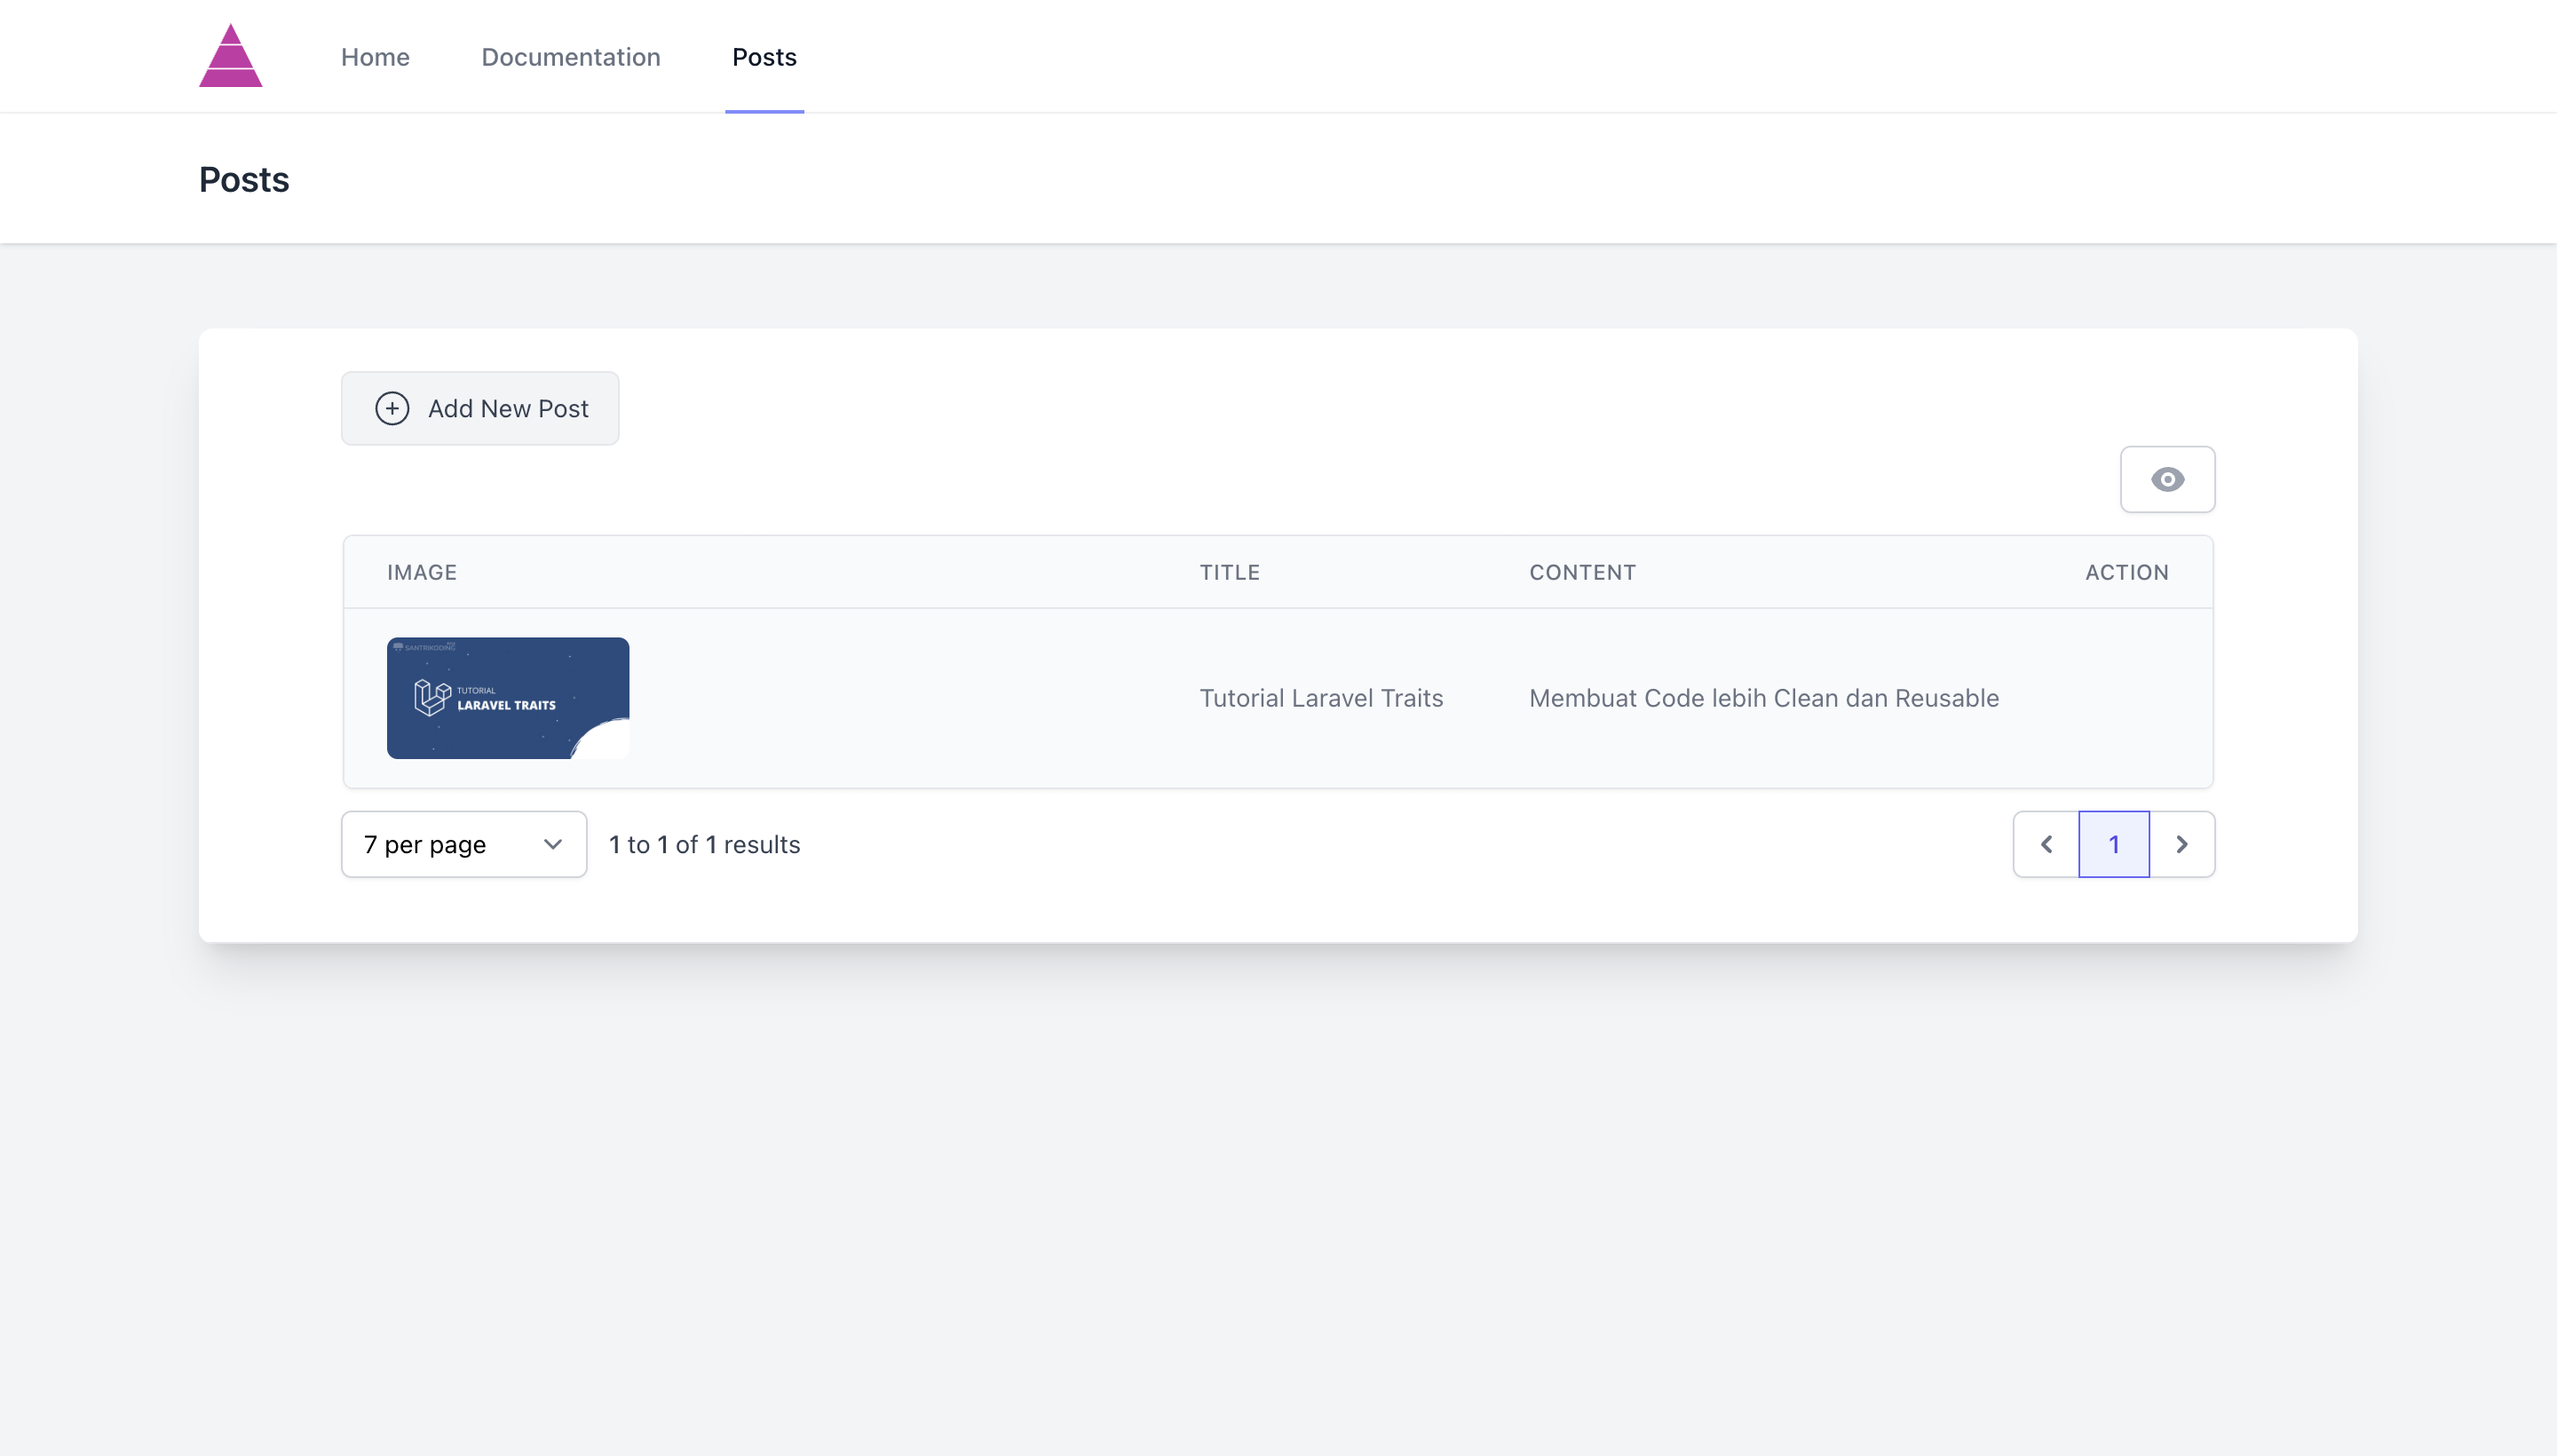 Home Documentation Posts
Posts
Add New Post
IMAGE TITLE CONTENT ACTION
SANTRIKODING
TUTORIAL
LARAVEL TRAITS
Tutorial Laravel Traits Membuat Code lebih Clean dan Reusable
7 per page 1 to 1 of 1 results 1